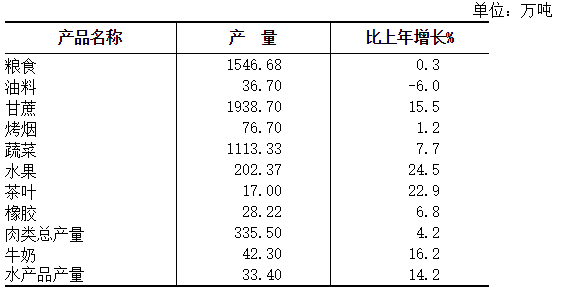 单位：万吨
产品名称 产 量 比上年增长%
粮食 1546.68 0.3
油料 36.70 -6.0
甘蔗 1938.70 15.5
烤烟 76.70 1.2
蔬菜 1113.33 7.7
水果 202.37 24.5
茶叶 17.00 22.9
橡胶 28.22 6.8
肉类总产量 335.50 4.2
牛奶 42.30 16.2
水产品产量 33.40 14.2